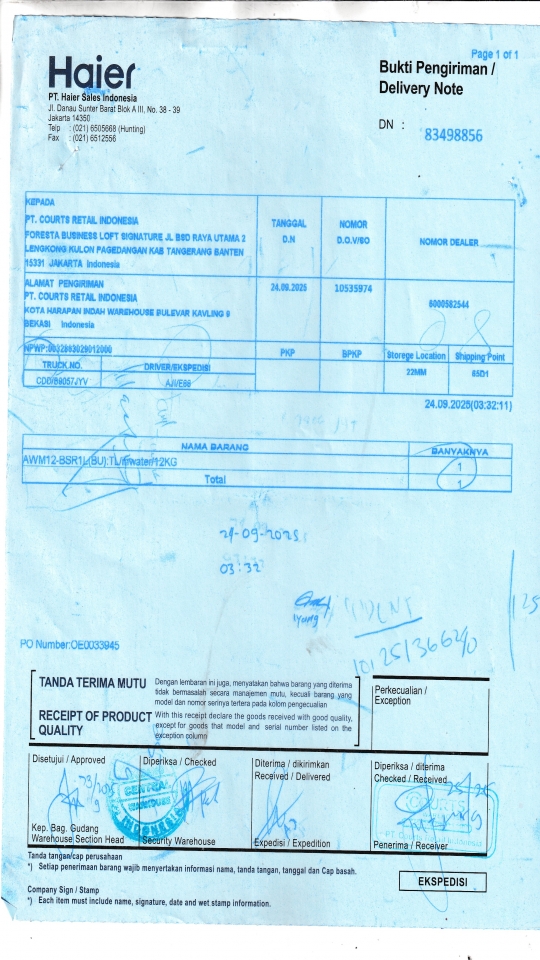 Page 1 of 1
Haier
Bukti Pengiriman /
Delivery Note
PT. Haier Sales Indonesia
Jl. Danau Sunter Barat Blok A III, No. 38 - 39
Jakarta 14350
Telp : (021) 6505668 (Hunting)
Fax : (021) 6512556
DN : 83498856
KEPADA
PT. COURTS RETAIL INDONESIA
FORESTA BUSINESS LOFT SIGNATURE JL BSD RAYA UTAMA 2
LENGKONG KULON PAGEDANGAN KAB TANGERANG BANTEN
15331 JAKARTA Indonesia
TANGGAL
D.N
NOMOR
D.O.V/SO
NOMOR DEALER
ALAMAT PENGIRIMAN
PT. COURTS RETAIL INDONESIA
KOTA HARAPAN INDAH WAREHOUSE BULEVAR KAVLING 9
BEKASI Indonesia
24.09.2025
10535974
6000582544
NPWP:0032863029012000
PKP
BPKP
Storege Location
Shipping Point
TRUCK NO.
DRIVER/EKSPEDISI
CDD/B9057JYV
AJI/E66
22MM
65D1
24.09.2025(03:32:11)
NAMA BARANG
BANYAKNYA
AWM12-BSR1L(BU):TL/ 12KG
1
Total
1
24-09-2025
03:32
25
PO Number:OE0033945
TANDA TERIMA MUTU
Dengan lembaran ini juga, menyatakan bahwa barang yang diterima
tidak bermasalah secara manajemen mutu, kecuali barang yang
model dan nomor serinya tertera pada kolom pengecualian
RECEIPT OF PRODUCT
QUALITY
With this receipt declare the goods received with good quality,
except for goods that model and serial number listed on the
exception column
Perkecualian /
Exception
Disetujui / Approved
Diperiksa / Checked
Diterima / dikirimkan
Received / Delivered
Diperiksa / diterima
Checked / Received
COURTS
Kep. Bag. Gudang
Warehouse Section Head
Security Warehouse
Expedisi / Expedition
Penerima / Receiver
Tanda tangan/cap perusahaan
*) Setiap penerimaan barang wajib menyertakan informasi nama, tanda tangan, tanggal dan Cap basah.
EKSPEDISI
Company Sign / Stamp
*) Each item must include name, signature, date and wet stamp information.